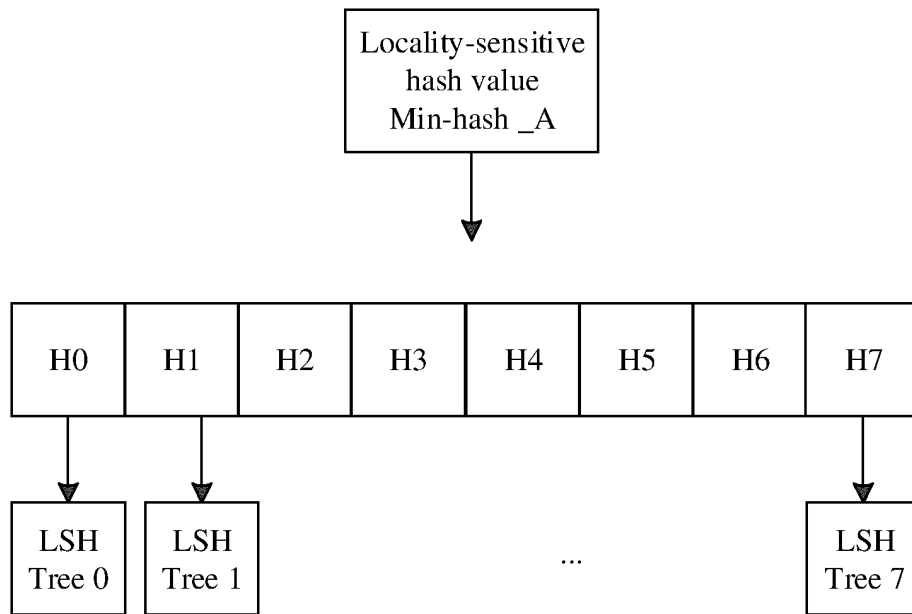 Locality-sensitive
hash value
Min-hash _A
H0 H1 H2 H3 H4 H5 H6 H7
LSH LSH LSH
Tree 0 Tree 1 ... Tree 7